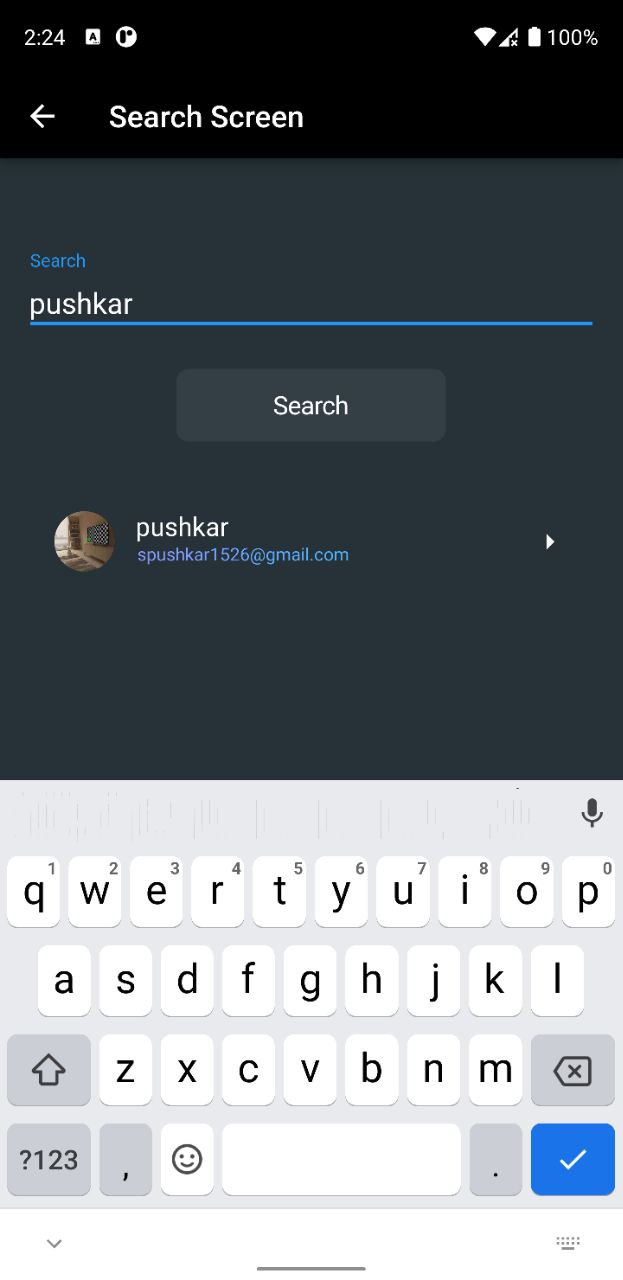 2:24 100%
Search Screen
Search
pushkar
Search
pushkar
spushkar1526@gmail.com
q 1 w 2 e 3 r 4 t 5 y 6 u 7 i 8 o 9 p 0
a s d f g h j k l
z x c v b n m
?123 , .